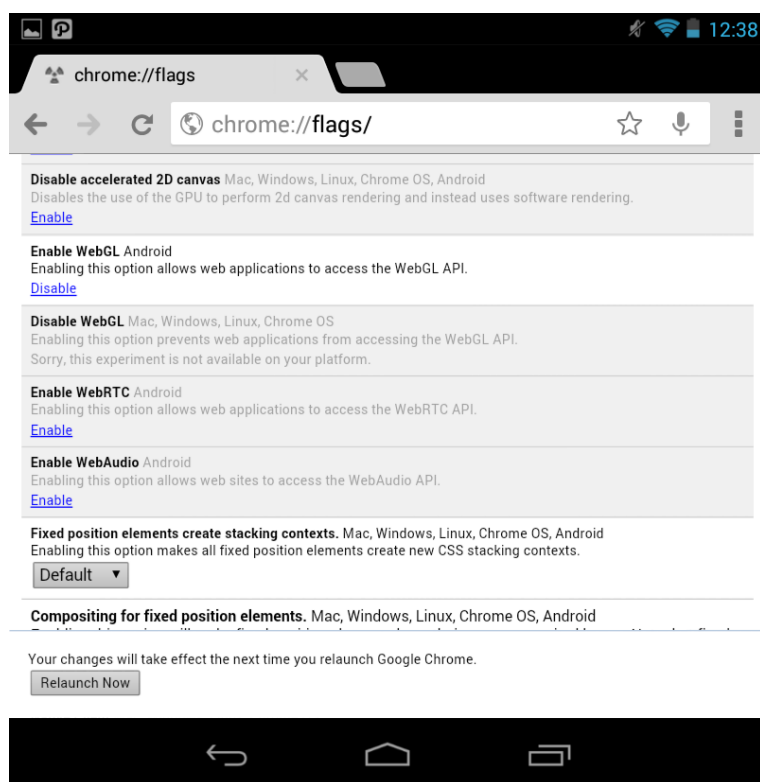 12:38
chrome://flags
chrome://flags/
Disable accelerated 2D canvas Mac, Windows, Linux, Chrome OS, Android
Disables the use of the GPU to perform 2d canvas rendering and instead uses software rendering.
Enable
Enable WebGL Android
Enabling this option allows web applications to access the WebGL API.
Disable
Disable WebGL Mac, Windows, Linux, Chrome OS
Enabling this option prevents web applications from accessing the WebGL API.
Sorry, this experiment is not available on your platform.
Enable WebRTC Android
Enabling this option allows web applications to access the WebRTC API.
Enable
Enable WebAudio Android
Enabling this option allows web sites to access the WebAudio API.
Enable
Fixed position elements create stacking contexts. Mac, Windows, Linux, Chrome OS, Android
Enabling this option makes all fixed position elements create new CSS stacking contexts.
Default
Compositing for fixed position elements. Mac, Windows, Linux, Chrome OS, Android
Your changes will take effect the next time you relaunch Google Chrome.
Relaunch Now